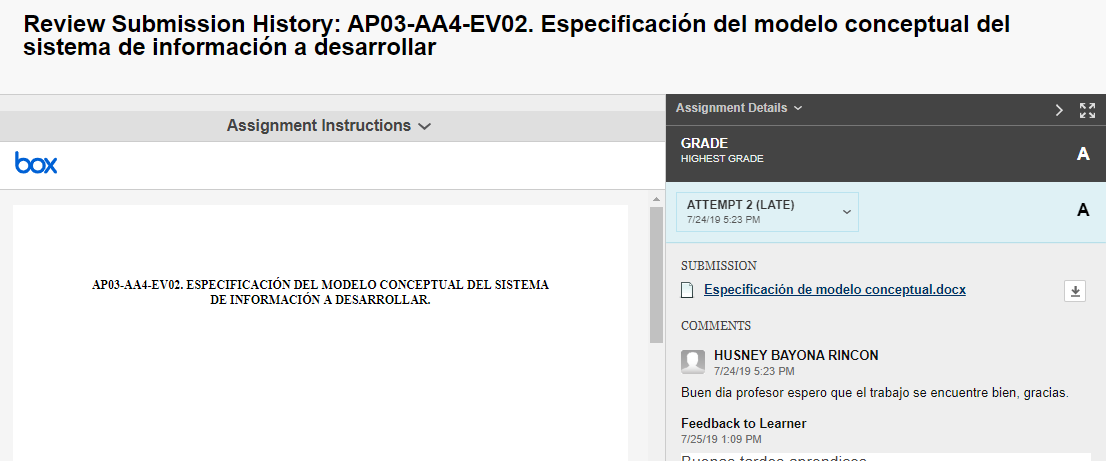 Review Submission History: AP03-AA4-EV02. Especificación del modelo conceptual del
sistema de información a desarrollar
Assignment Instructions
box
AP03-AA4-EV02. ESPECIFICACIÓN DEL MODELO CONCEPTUAL DEL SISTEMA
DE INFORMACIÓN A DESARROLLAR.
Assignment Details
GRADE
HIGHEST GRADE
A
ATTEMPT 2 (LATE)
7/24/19 5:23 PM
A
SUBMISSION
Especificación de modelo conceptual.docx
COMMENTS
HUSNEY BAYONA RINCON
7/24/19 5:23 PM
Buen dia profesor espero que el trabajo se encuentre bien, gracias.
Feedback to Learner
7/25/19 1:09 PM
Buenas tardes aprendices